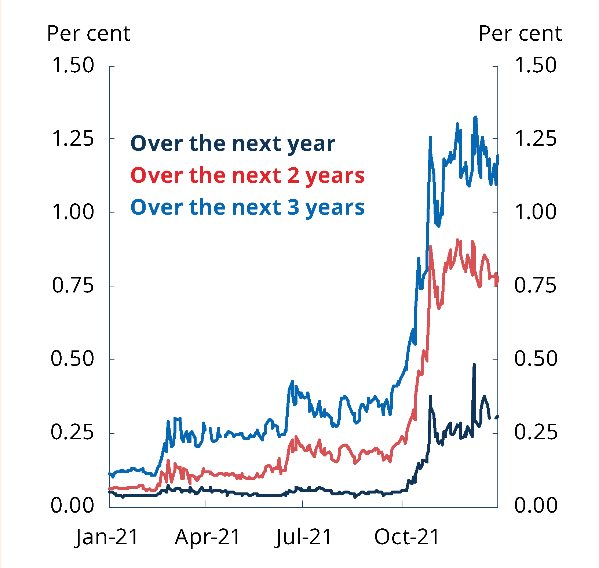 Per cent Per cent
1.50 1.50
Over the next year
1.25 1.25
Over the next 2 years
Over the next 3 years
1.00 1.00
0.75 0.75
0.50 0.50
0.25 0.25
0.00 0.00
Jan-21 Apr-21 Jul-21 Oct-21